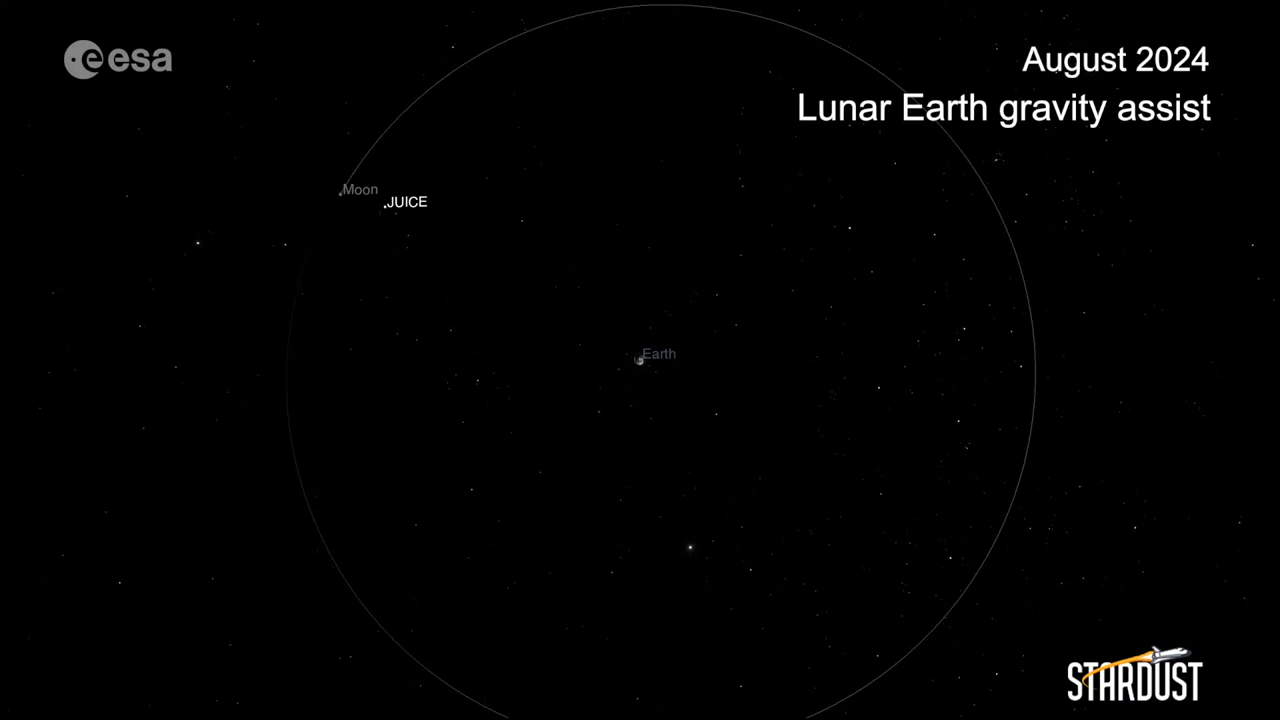 esa
August 2024
Lunar Earth gravity assist
Moon
JUICE
Earth
STARDUST